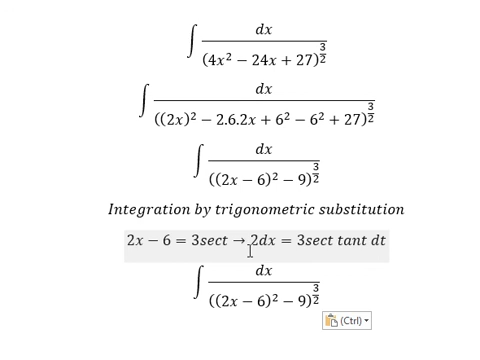 ∫ dx / (4x² − 24x + 27)^(3/2)
∫ dx / ((2x)² − 2.6.2x + 6² − 6² + 27)^(3/2)
∫ dx / ((2x − 6)² − 9)^(3/2)
Integration by trigonometric substitution
2x − 6 = 3sect → 2dx = 3sect tant dt
∫ dx / ((2x − 6)² − 9)^(3/2)
(Ctrl)